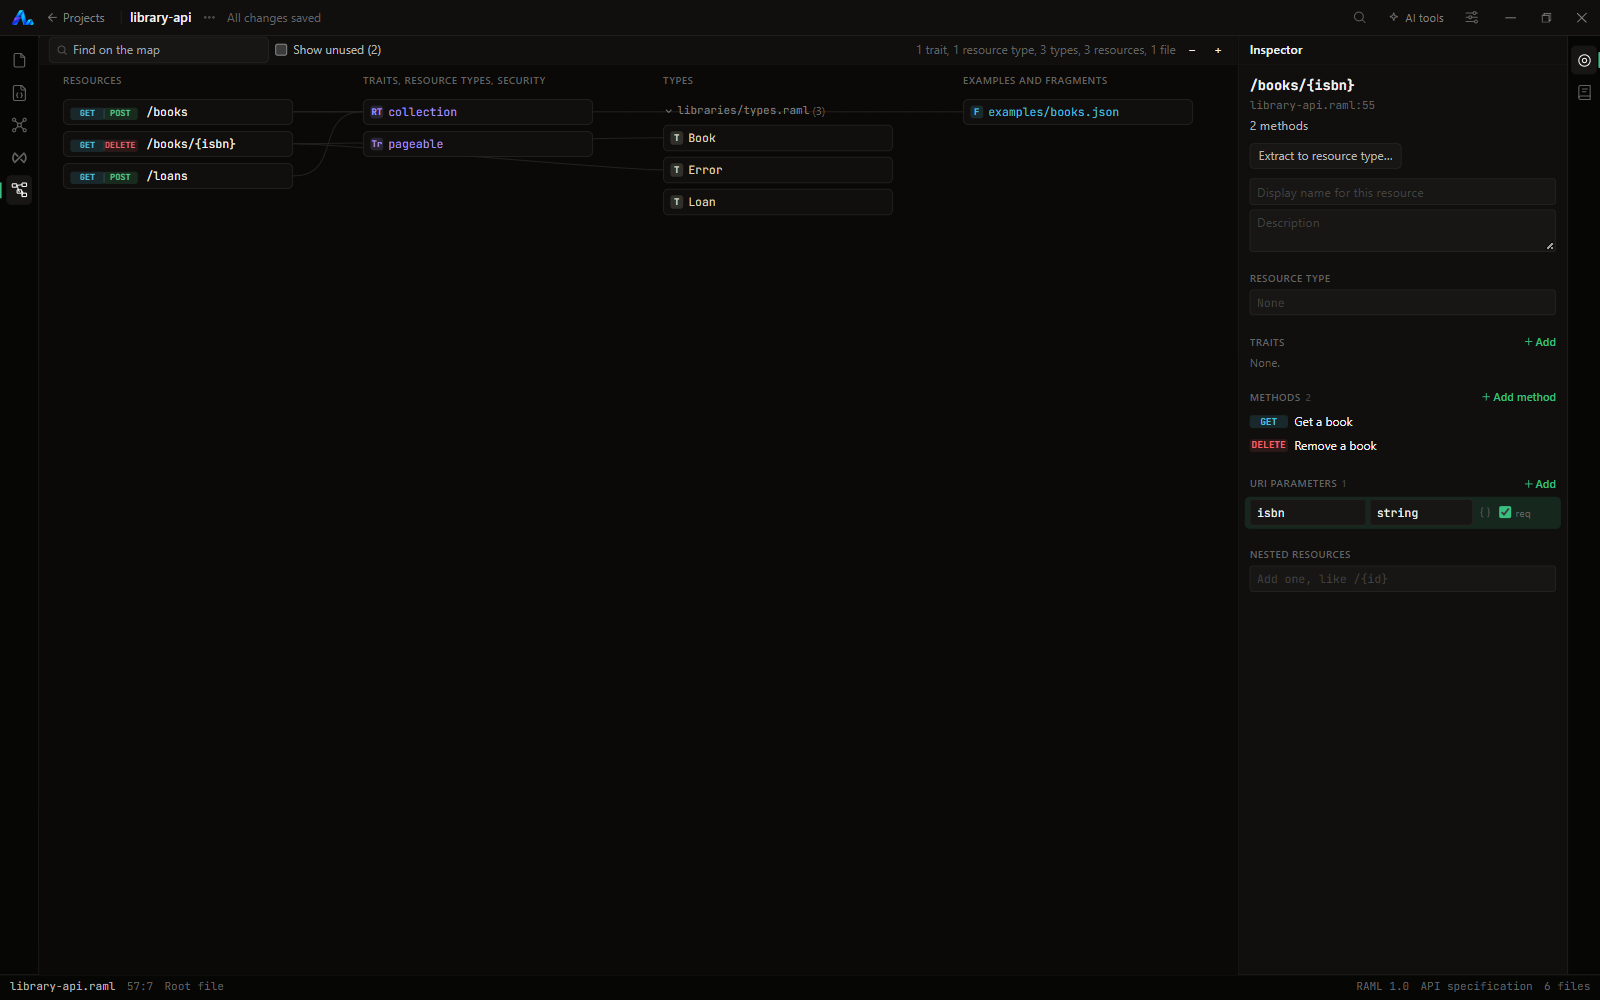 Projects library-api ··· All changes saved AI tools
Find on the map Show unused (2) 1 trait, 1 resource type, 3 types, 3 resources, 1 file − +
RESOURCES TRAITS, RESOURCE TYPES, SECURITY TYPES EXAMPLES AND FRAGMENTS
GET POST /books
GET DELETE /books/{isbn}
GET POST /loans
RT collection
Tr pageable
libraries/types.raml (3)
T Book
T Error
T Loan
F examples/books.json
Inspector
/books/{isbn}
library-api.raml:55
2 methods
Extract to resource type...
Display name for this resource
Description
RESOURCE TYPE
None
TRAITS + Add
None.
METHODS 2 + Add method
GET Get a book
DELETE Remove a book
URI PARAMETERS 1 + Add
isbn string {} req
NESTED RESOURCES
Add one, like /{id}
library-api.raml 57:7 Root file RAML 1.0 API specification 6 files